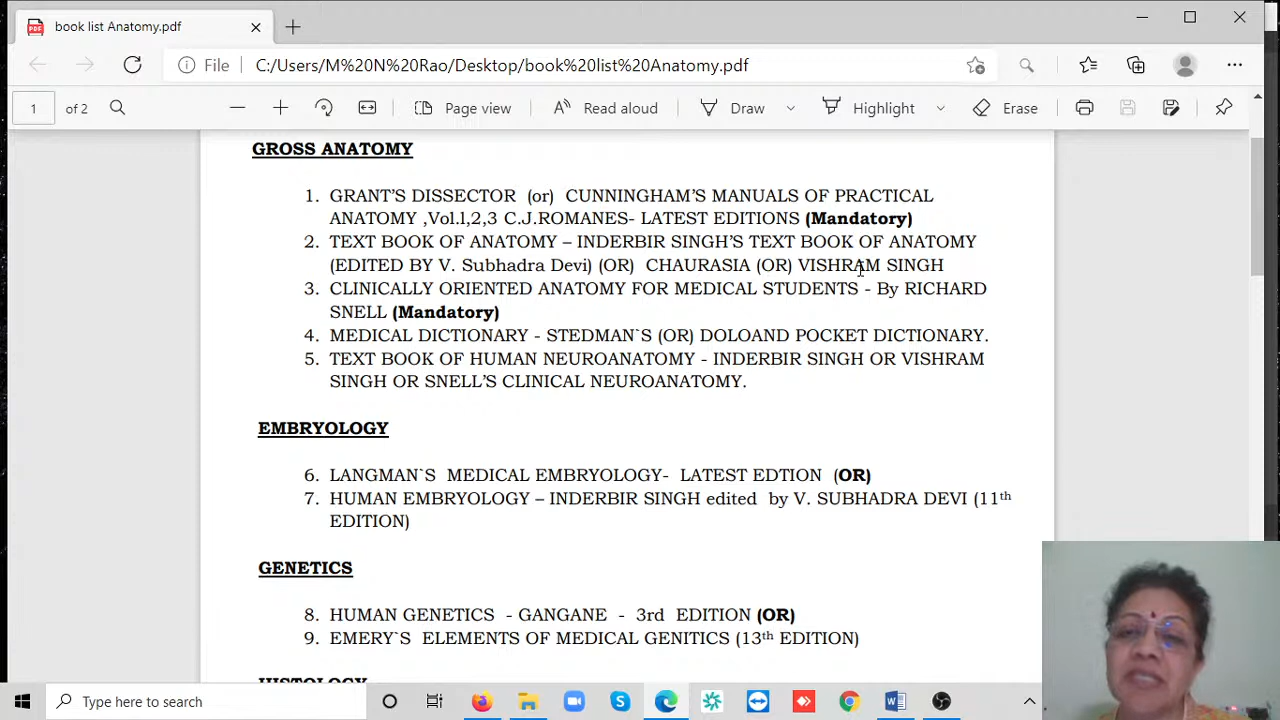 book list Anatomy.pdf
File C:/Users/M%20N%20Rao/Desktop/book%20list%20Anatomy.pdf
1 of 2 Page view Read aloud Draw Highlight Erase
GROSS ANATOMY
1. GRANT'S DISSECTOR (or) CUNNINGHAM'S MANUALS OF PRACTICAL
ANATOMY ,Vol.1,2,3 C.J.ROMANES- LATEST EDITIONS (Mandatory)
2. TEXT BOOK OF ANATOMY – INDERBIR SINGH'S TEXT BOOK OF ANATOMY
(EDITED BY V. Subhadra Devi) (OR) CHAURASIA (OR) VISHRAM SINGH
3. CLINICALLY ORIENTED ANATOMY FOR MEDICAL STUDENTS - By RICHARD
SNELL (Mandatory)
4. MEDICAL DICTIONARY - STEDMAN`S (OR) DOLOAND POCKET DICTIONARY.
5. TEXT BOOK OF HUMAN NEUROANATOMY - INDERBIR SINGH OR VISHRAM
SINGH OR SNELL'S CLINICAL NEUROANATOMY.
EMBRYOLOGY
6. LANGMAN`S MEDICAL EMBRYOLOGY- LATEST EDTION (OR)
7. HUMAN EMBRYOLOGY – INDERBIR SINGH edited by V. SUBHADRA DEVI (11th
EDITION)
GENETICS
8. HUMAN GENETICS - GANGANE - 3rd EDITION (OR)
9. EMERY`S ELEMENTS OF MEDICAL GENITICS (13th EDITION)
HISTOLOGY
Type here to search